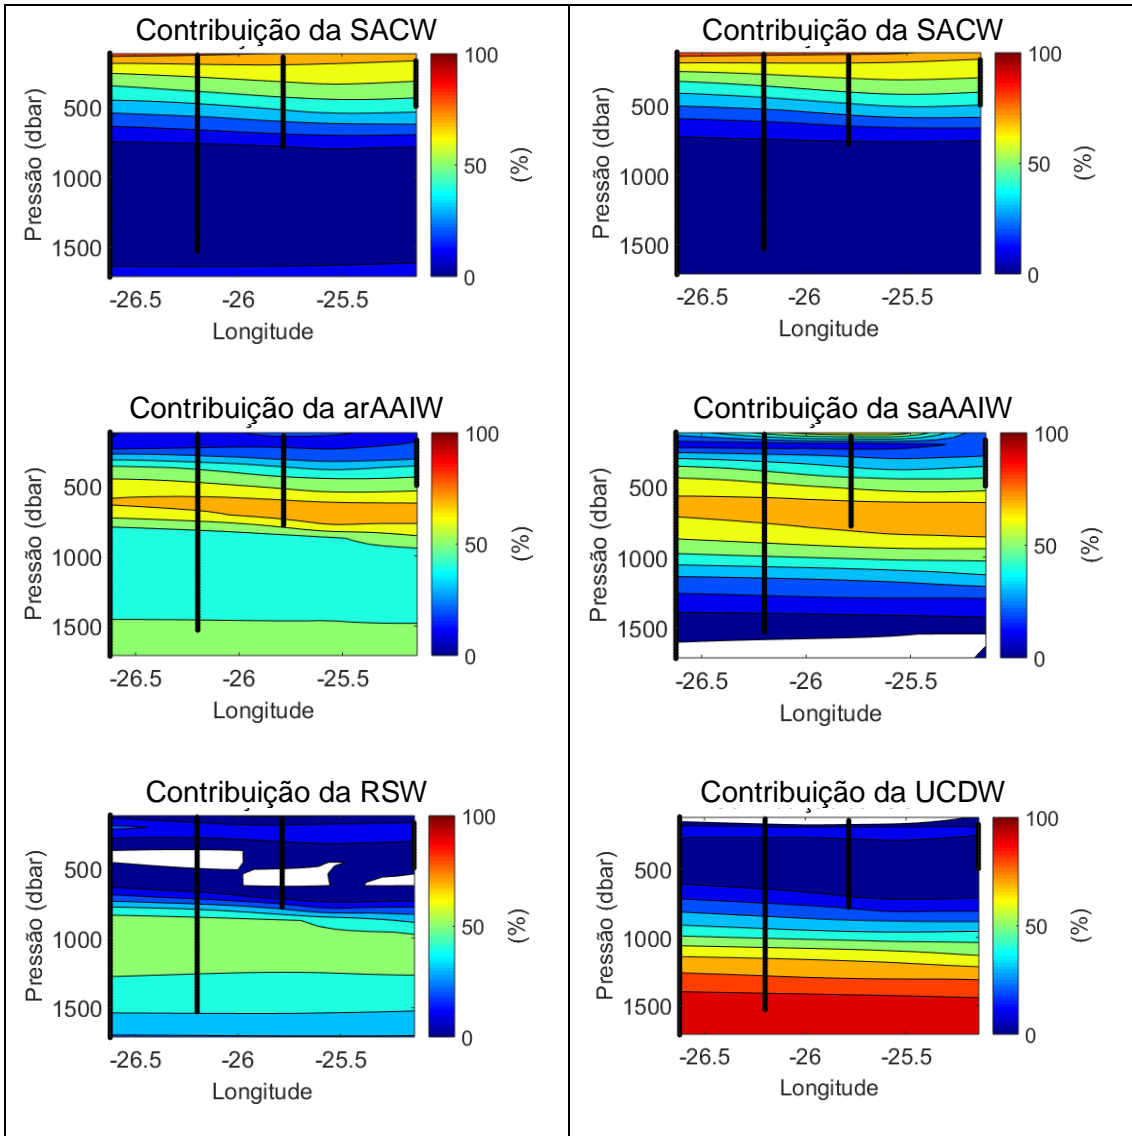 Contribuição da SACW
Pressão (dbar)
500
1000
1500
-26.5 -26 -25.5
Longitude
100
50
0
(%)
Contribuição da SACW
Pressão (dbar)
500
1000
1500
-26.5 -26 -25.5
Longitude
100
50
0
(%)
Contribuição da arAAIW
Pressão (dbar)
500
1000
1500
-26.5 -26 -25.5
Longitude
100
50
0
(%)
Contribuição da saAAIW
Pressão (dbar)
500
1000
1500
-26.5 -26 -25.5
Longitude
100
50
0
(%)
Contribuição da RSW
Pressão (dbar)
500
1000
1500
-26.5 -26 -25.5
Longitude
100
50
0
(%)
Contribuição da UCDW
Pressão (dbar)
500
1000
1500
-26.5 -26 -25.5
Longitude
100
50
0
(%)